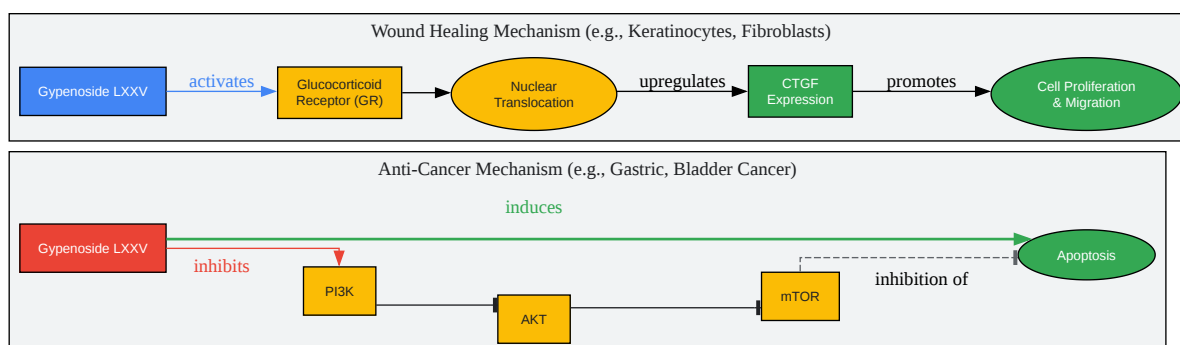 Wound Healing Mechanism (e.g., Keratinocytes, Fibroblasts)
Gypenoside LXXV
activates
Glucocorticoid
Receptor (GR)
Nuclear
Translocation
upregulates
CTGF
Expression
promotes
Cell Proliferation
& Migration
Anti-Cancer Mechanism (e.g., Gastric, Bladder Cancer)
induces
Gypenoside LXXV
inhibits
PI3K
AKT
mTOR
inhibition of
Apoptosis